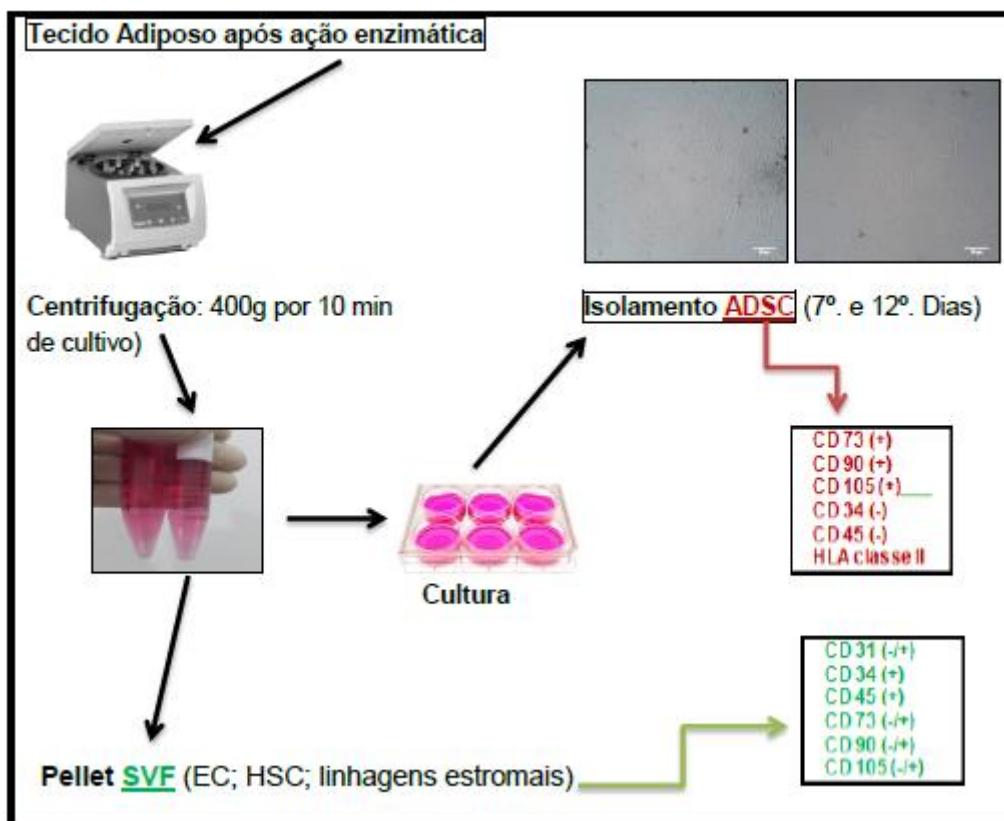 Tecido Adiposo após ação enzimática
Centrifugação: 400g por 10 min
de cultivo)
Isolamento ADSC (7º. e 12º. Dias)
CD 73 (+)
CD 90 (+)
CD 105 (+)
CD 34 (-)
CD 45 (-)
HLA classe II
Cultura
CD 31 (-/+)
CD 34 (+)
CD 45 (+)
CD 73 (-/+)
CD 90 (-/+)
CD 105 (-/+)
Pellet SVF (EC; HSC; linhagens estromais)